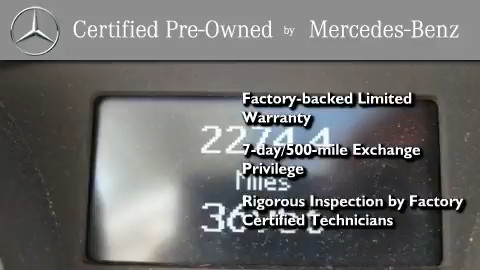 Certified Pre-Owned by Mercedes-Benz
Factory-backed Limited
Warranty
22744
7-day/500-mile Exchange
Privilege
Miles
Rigorous Inspection by Factory
Certified Technicians